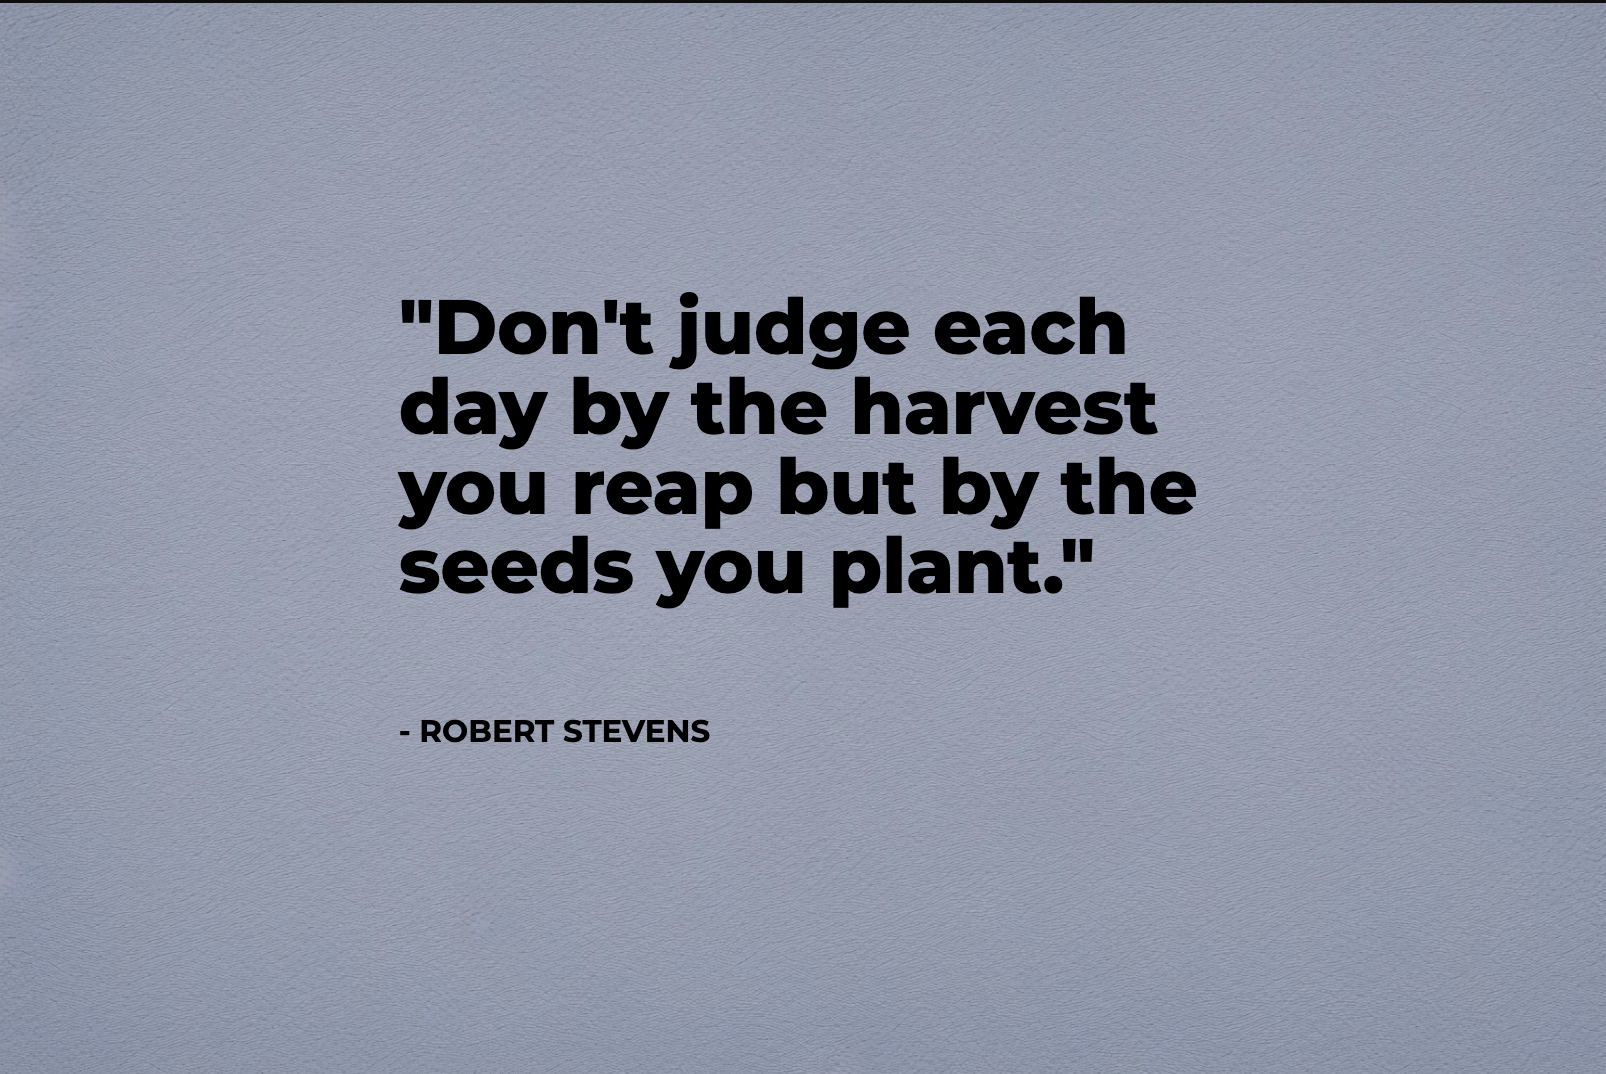 "Don't judge each
day by the harvest
you reap but by the
seeds you plant."
- ROBERT STEVENS